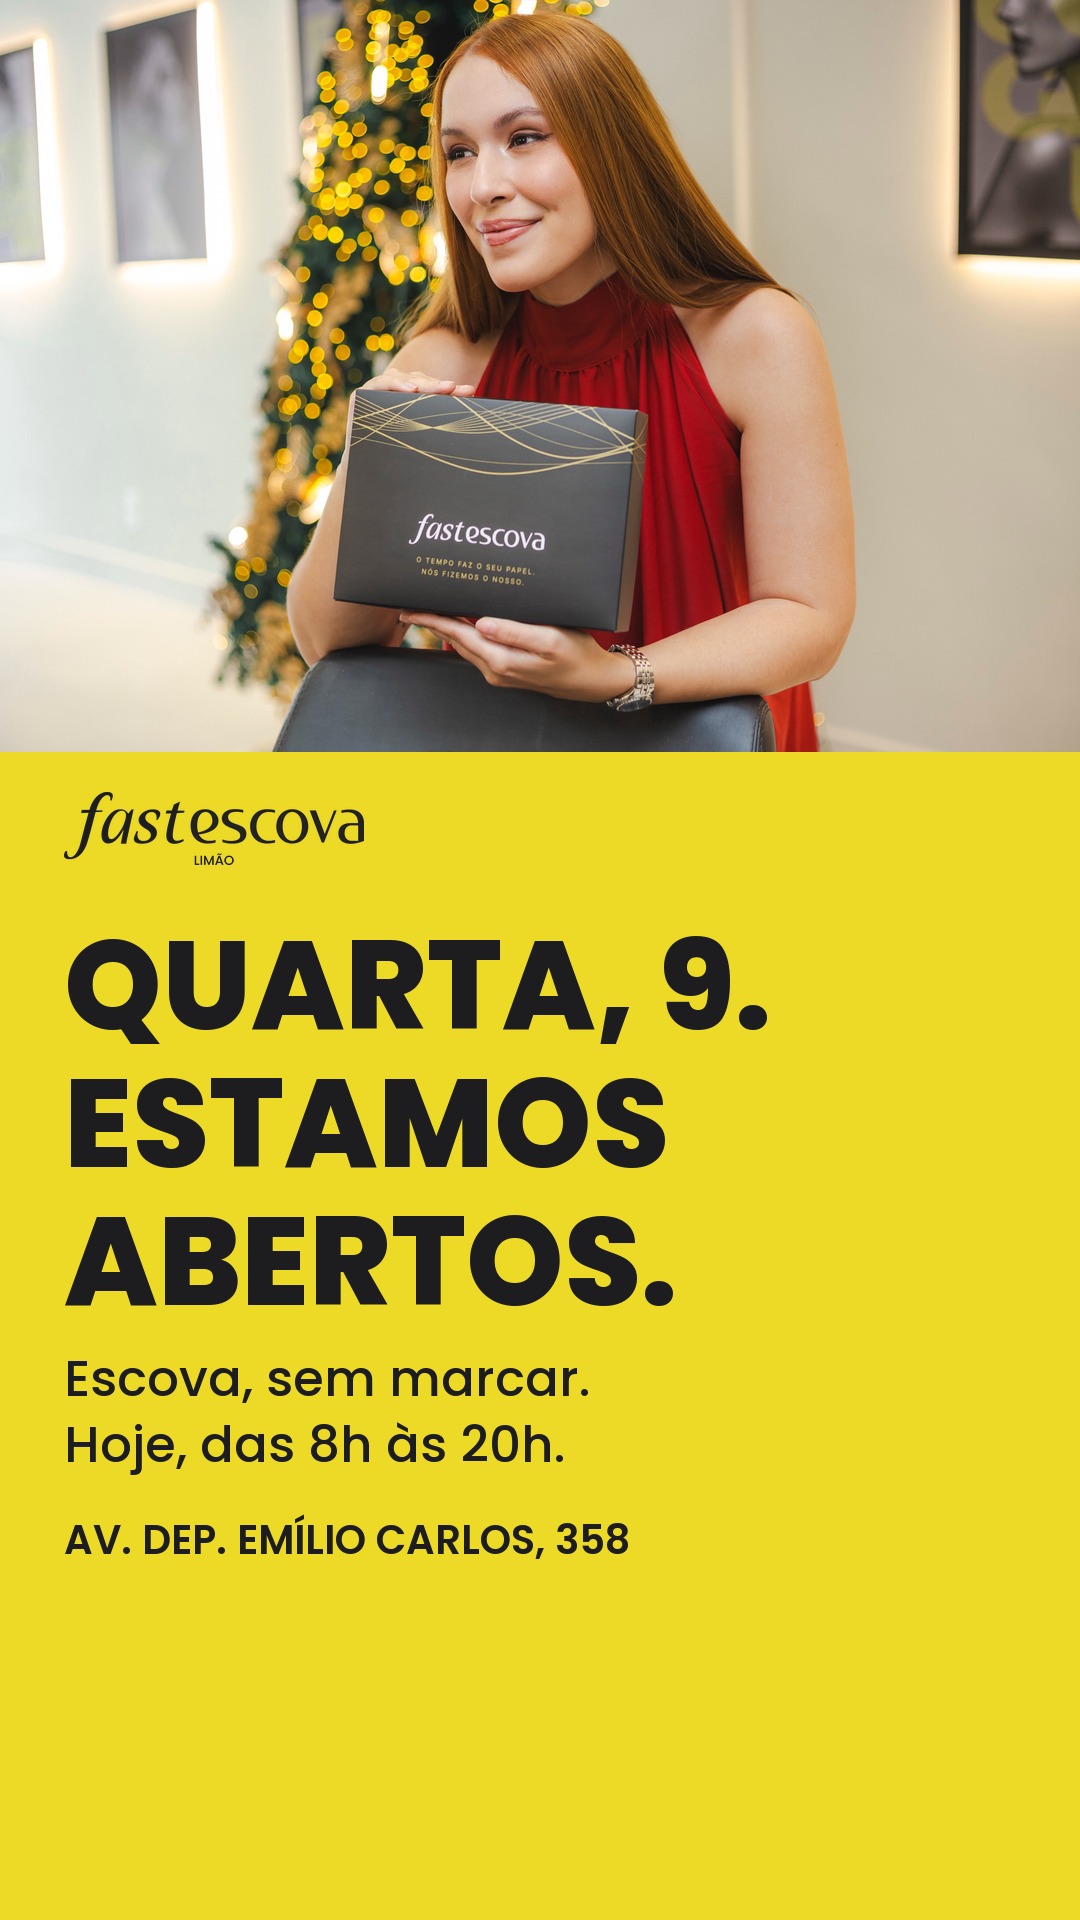 fastescova
O TEMPO FAZ O SEU PAPEL.
NÓS FIZEMOS O NOSSO.
fastescova
LIMÃO
QUARTA, 9.
ESTAMOS
ABERTOS.
Escova, sem marcar.
Hoje, das 8h às 20h.
AV. DEP. EMÍLIO CARLOS, 358